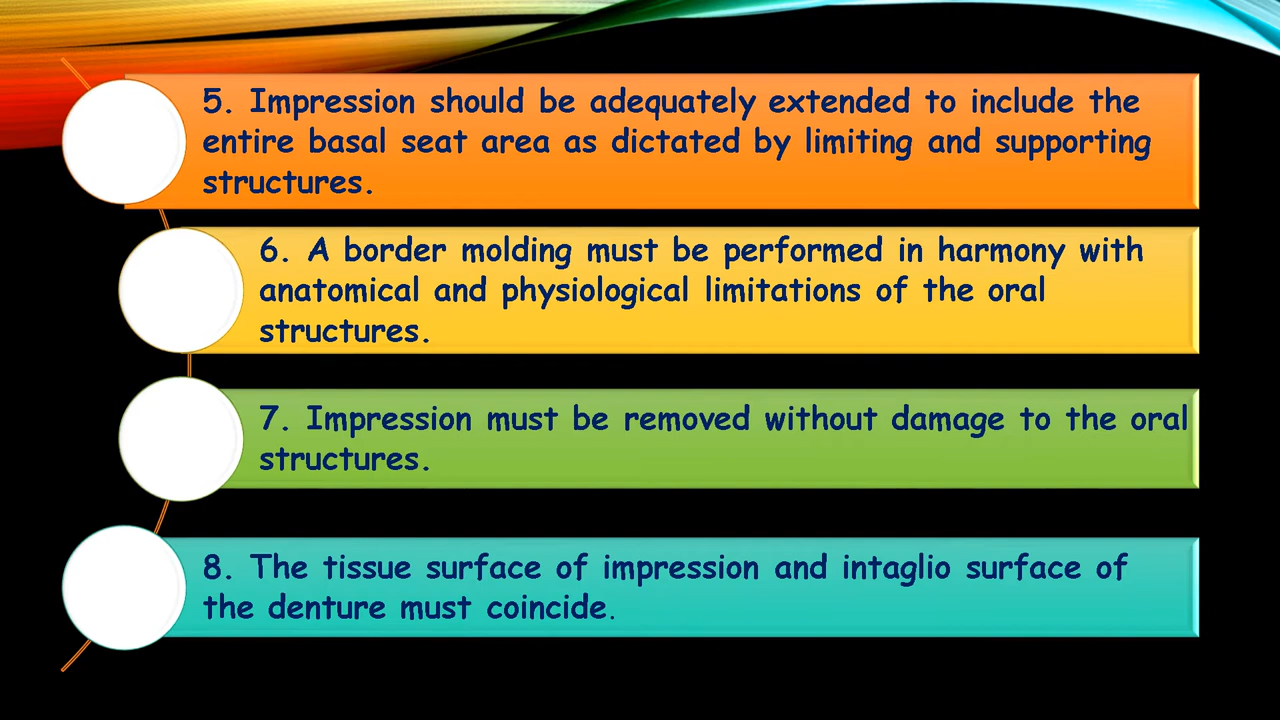 5. Impression should be adequately extended to include the
entire basal seat area as dictated by limiting and supporting
structures.
6. A border molding must be performed in harmony with
anatomical and physiological limitations of the oral
structures.
7. Impression must be removed without damage to the oral
structures.
8. The tissue surface of impression and intaglio surface of
the denture must coincide.